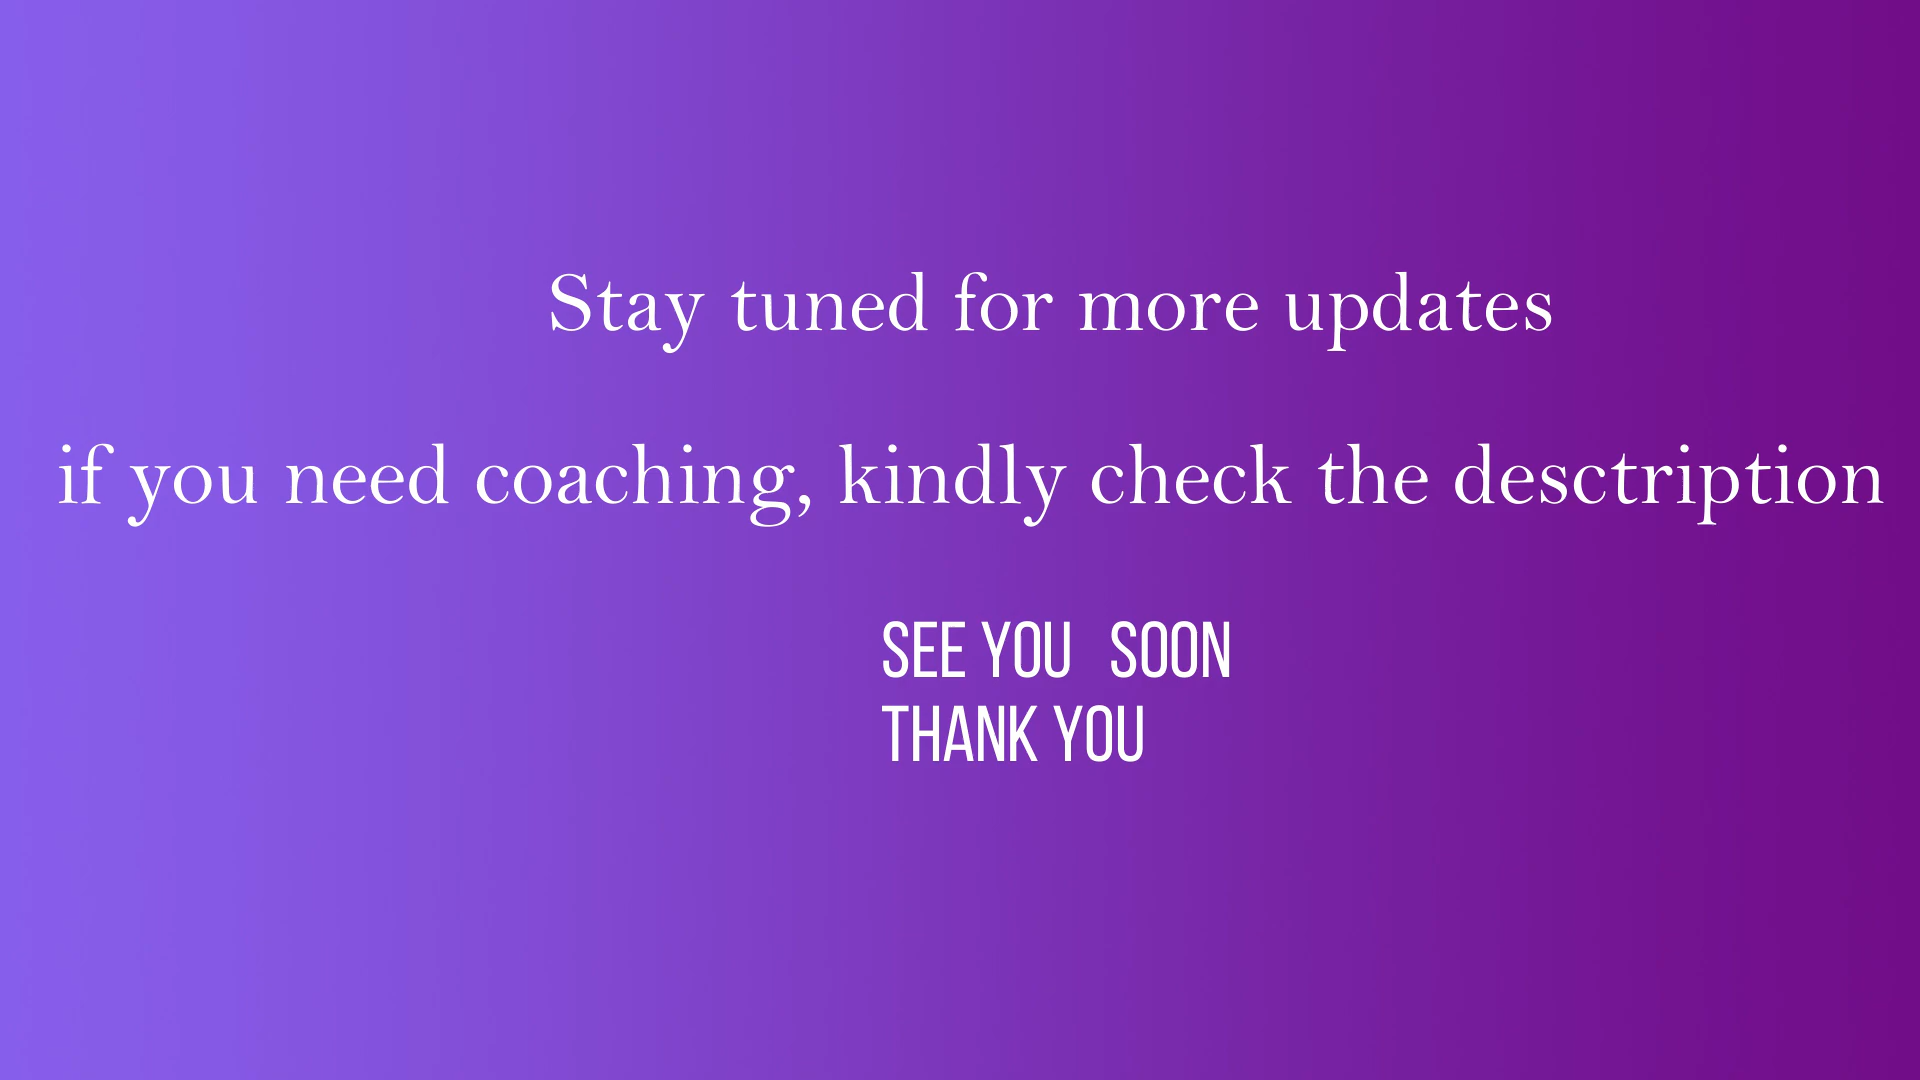 Stay tuned for more updates
if you need coaching, kindly check the desctription
SEE YOU SOON
THANK YOU